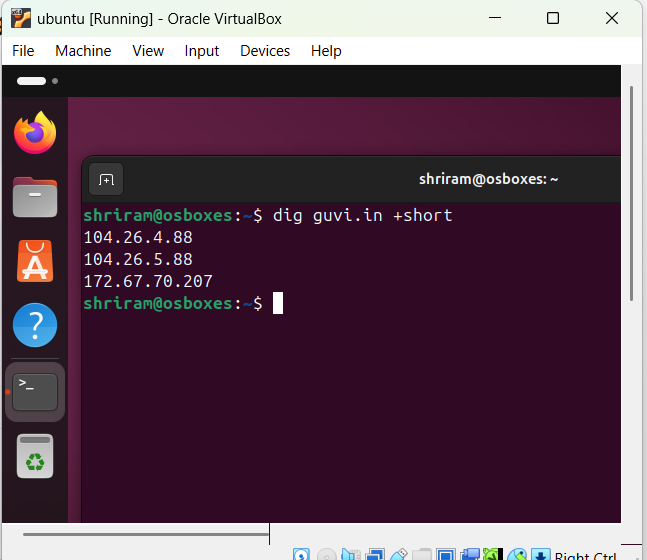 ubuntu [Running] - Oracle VirtualBox
File Machine View Input Devices Help
shriram@osboxes: ~
shriram@osboxes:~$ dig guvi.in +short
104.26.4.88
104.26.5.88
172.67.70.207
shriram@osboxes:~$
>_
Right Ctrl